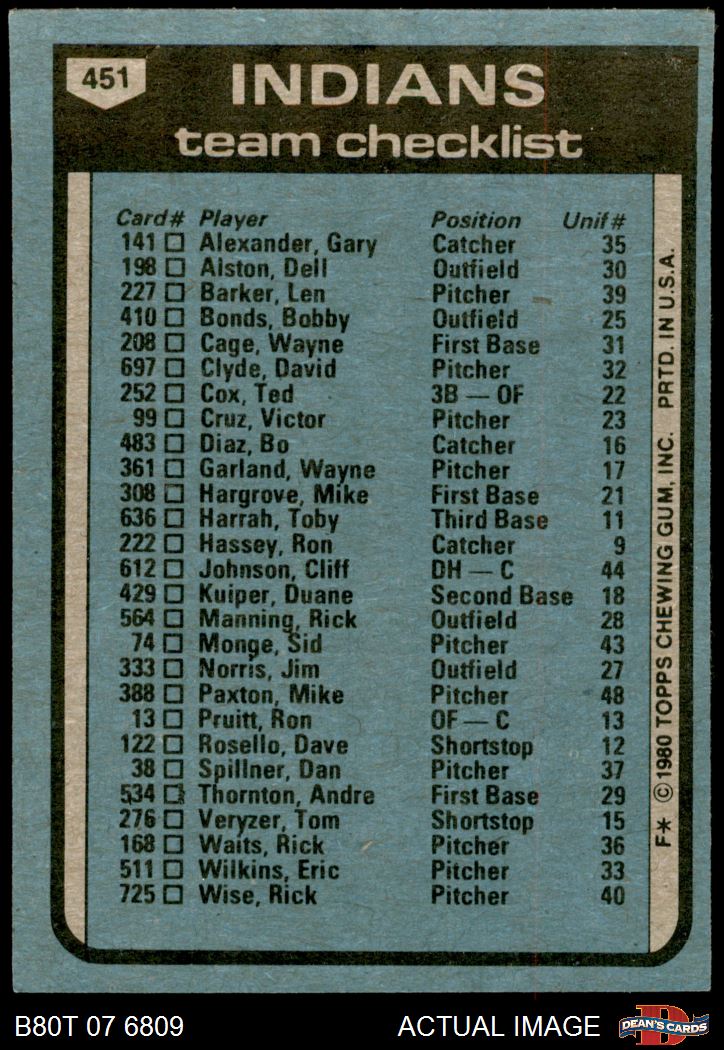 451
INDIANS
team checklist
Card# Player Position Unif#
141 Alexander, Gary Catcher 35
198 Alston, Dell Outfield 30
227 Barker, Len Pitcher 39
410 Bonds, Bobby Outfield 25
208 Cage, Wayne First Base 31
697 Clyde, David Pitcher 32
252 Cox, Ted 3B — OF 22
99 Cruz, Victor Pitcher 23
483 Diaz, Bo Catcher 16
361 Garland, Wayne Pitcher 17
308 Hargrove, Mike First Base 21
636 Harrah, Toby Third Base 11
222 Hassey, Ron Catcher 9
612 Johnson, Cliff DH — C 44
429 Kuiper, Duane Second Base 18
564 Manning, Rick Outfield 28
74 Monge, Sid Pitcher 43
333 Norris, Jim Outfield 27
388 Paxton, Mike Pitcher 48
13 Pruitt, Ron OF — C 13
122 Rosello, Dave Shortstop 12
38 Spillner, Dan Pitcher 37
534 Thornton, Andre First Base 29
276 Veryzer, Tom Shortstop 15
168 Waits, Rick Pitcher 36
511 Wilkins, Eric Pitcher 33
725 Wise, Rick Pitcher 40
F* © 1980 TOPPS CHEWING GUM, INC. PRTD. IN U.S.A.
B80T 07 6809 ACTUAL IMAGE
D
DEAN'S CARDS